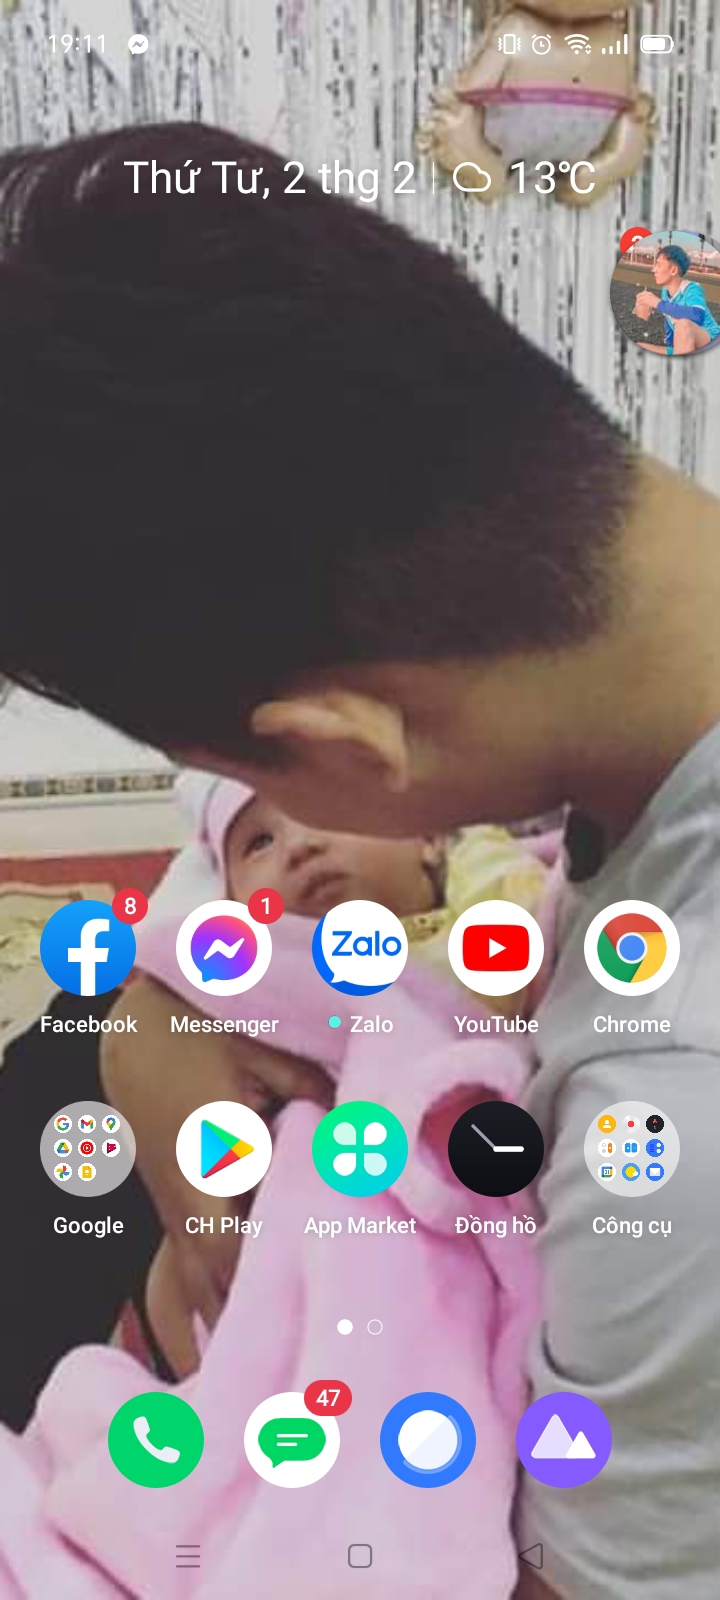 19:11
Thứ Tư, 2 thg 2 | 13°C
8
1
Zalo
Facebook
Messenger
Zalo
YouTube
Chrome
Google
CH Play
App Market
Đồng hồ
Công cụ
47